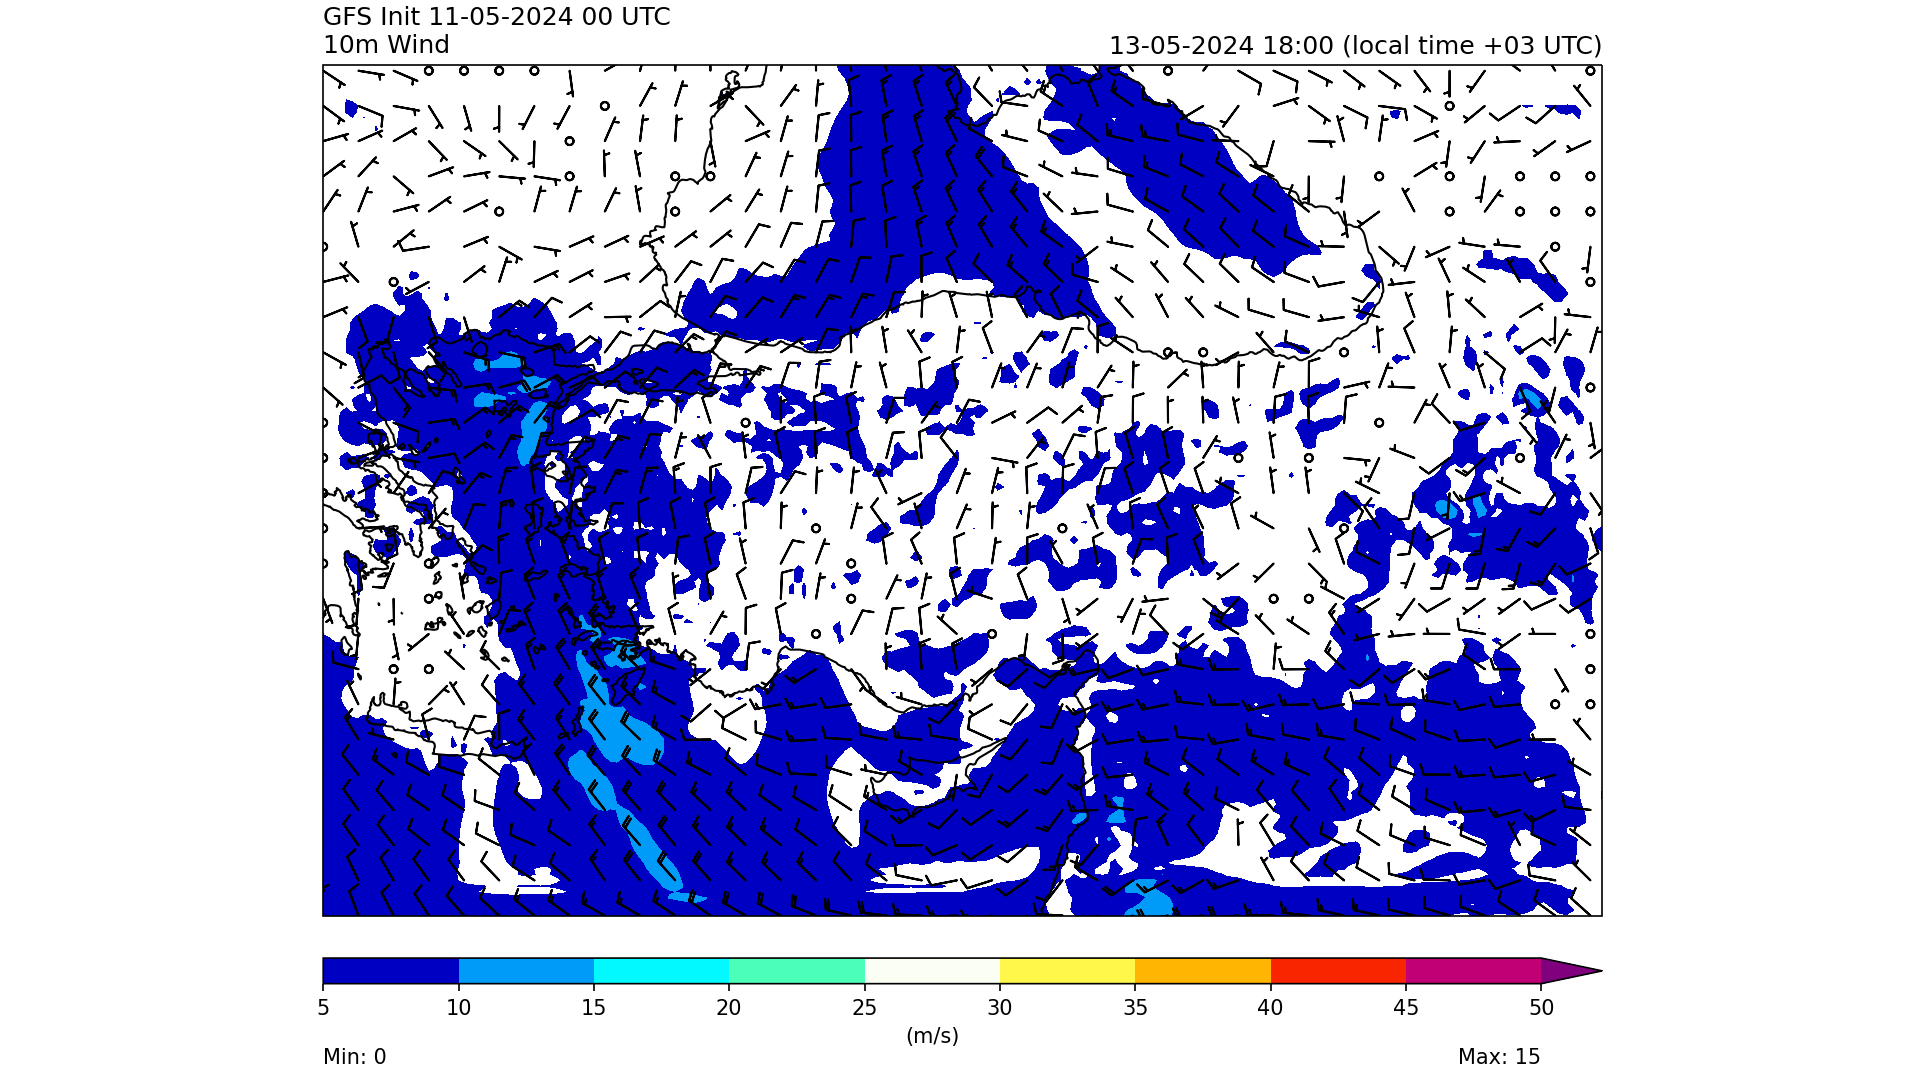 GFS Init 11-05-2024 00 UTC
10m Wind
13-05-2024 18:00 (local time +03 UTC)
5 10 15 20 25 30 35 40 45 50
(m/s)
Min: 0
Max: 15